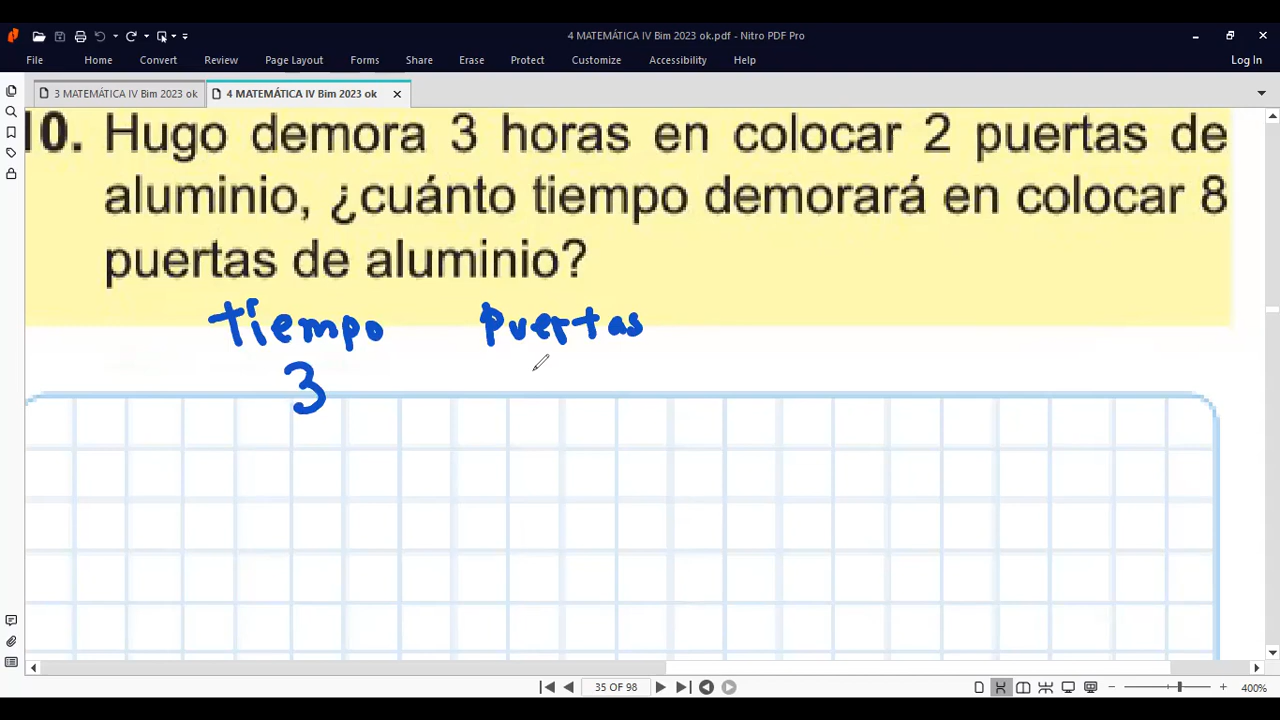 4 MATEMÁTICA IV Bim 2023 ok.pdf - Nitro PDF Pro
File Home Convert Review Page Layout Forms Share Erase Protect Customize Accessibility Help Log In
3 MATEMÁTICA IV Bim 2023 ok 4 MATEMÁTICA IV Bim 2023 ok
10. Hugo demora 3 horas en colocar 2 puertas de
aluminio, ¿cuánto tiempo demorará en colocar 8
puertas de aluminio?
Tiempo Puertas
3
35 OF 98 400%